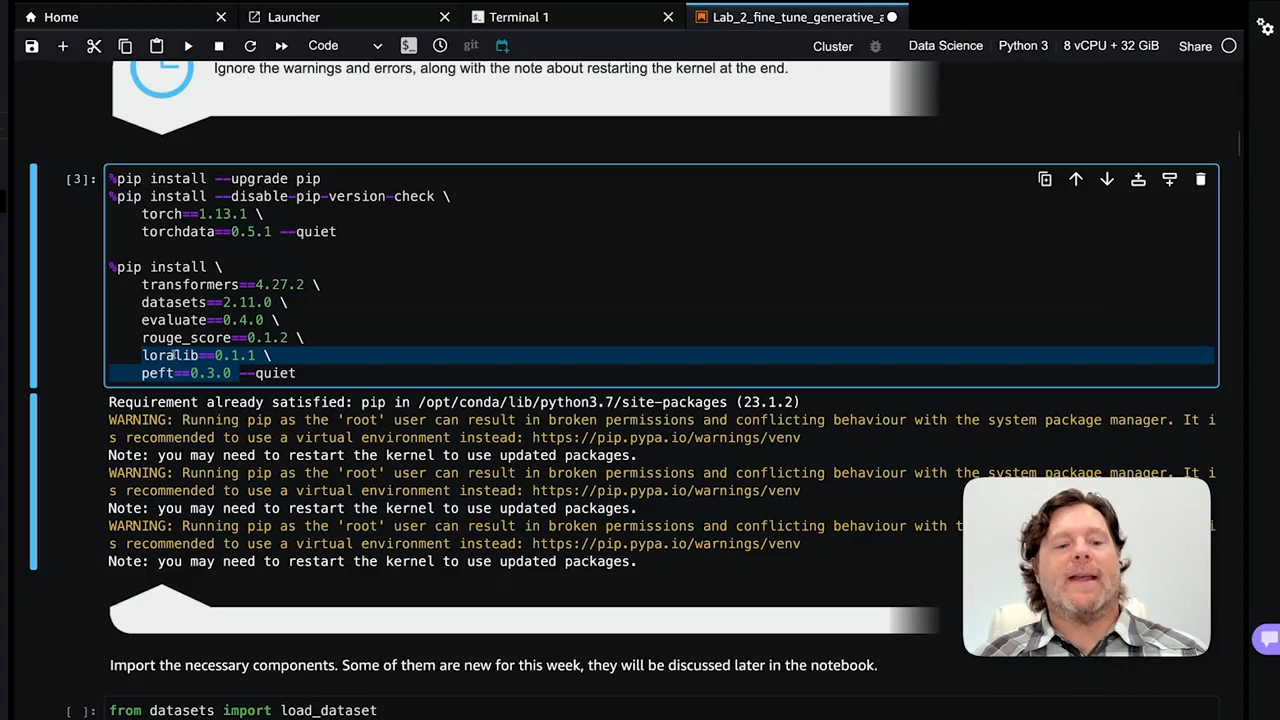 Home
Launcher
Terminal 1
Lab_2_fine_tune_generative_a
Code
git
Cluster
Data Science
Python 3
8 vCPU + 32 GiB
Share
Ignore the warnings and errors, along with the note about restarting the kernel at the end.
[3]:
%pip install --upgrade pip
%pip install --disable-pip-version-check \
torch==1.13.1 \
torchdata==0.5.1 --quiet
%pip install \
transformers==4.27.2 \
datasets==2.11.0 \
evaluate==0.4.0 \
rouge_score==0.1.2 \
loralib==0.1.1 \
peft==0.3.0 --quiet
Requirement already satisfied: pip in /opt/conda/lib/python3.7/site-packages (23.1.2)
WARNING: Running pip as the 'root' user can result in broken permissions and conflicting behaviour with the system package manager. It i
s recommended to use a virtual environment instead: https://pip.pypa.io/warnings/venv
Note: you may need to restart the kernel to use updated packages.
WARNING: Running pip as the 'root' user can result in broken permissions and conflicting behaviour with the system package manager. It i
s recommended to use a virtual environment instead: https://pip.pypa.io/warnings/venv
Note: you may need to restart the kernel to use updated packages.
WARNING: Running pip as the 'root' user can result in broken permissions and conflicting behaviour with
s recommended to use a virtual environment instead: https://pip.pypa.io/warnings/venv
Note: you may need to restart the kernel to use updated packages.
Import the necessary components. Some of them are new for this week, they will be discussed later in the notebook.
[ ]:
from datasets import load_dataset